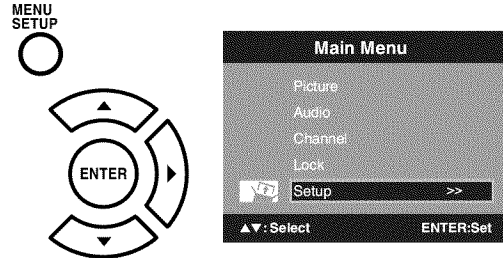 MENU
SETUP
ENTER
Main Menu
Picture
Audio
Channel
Lock
Setup >>
▲▼: Select ENTER:Set